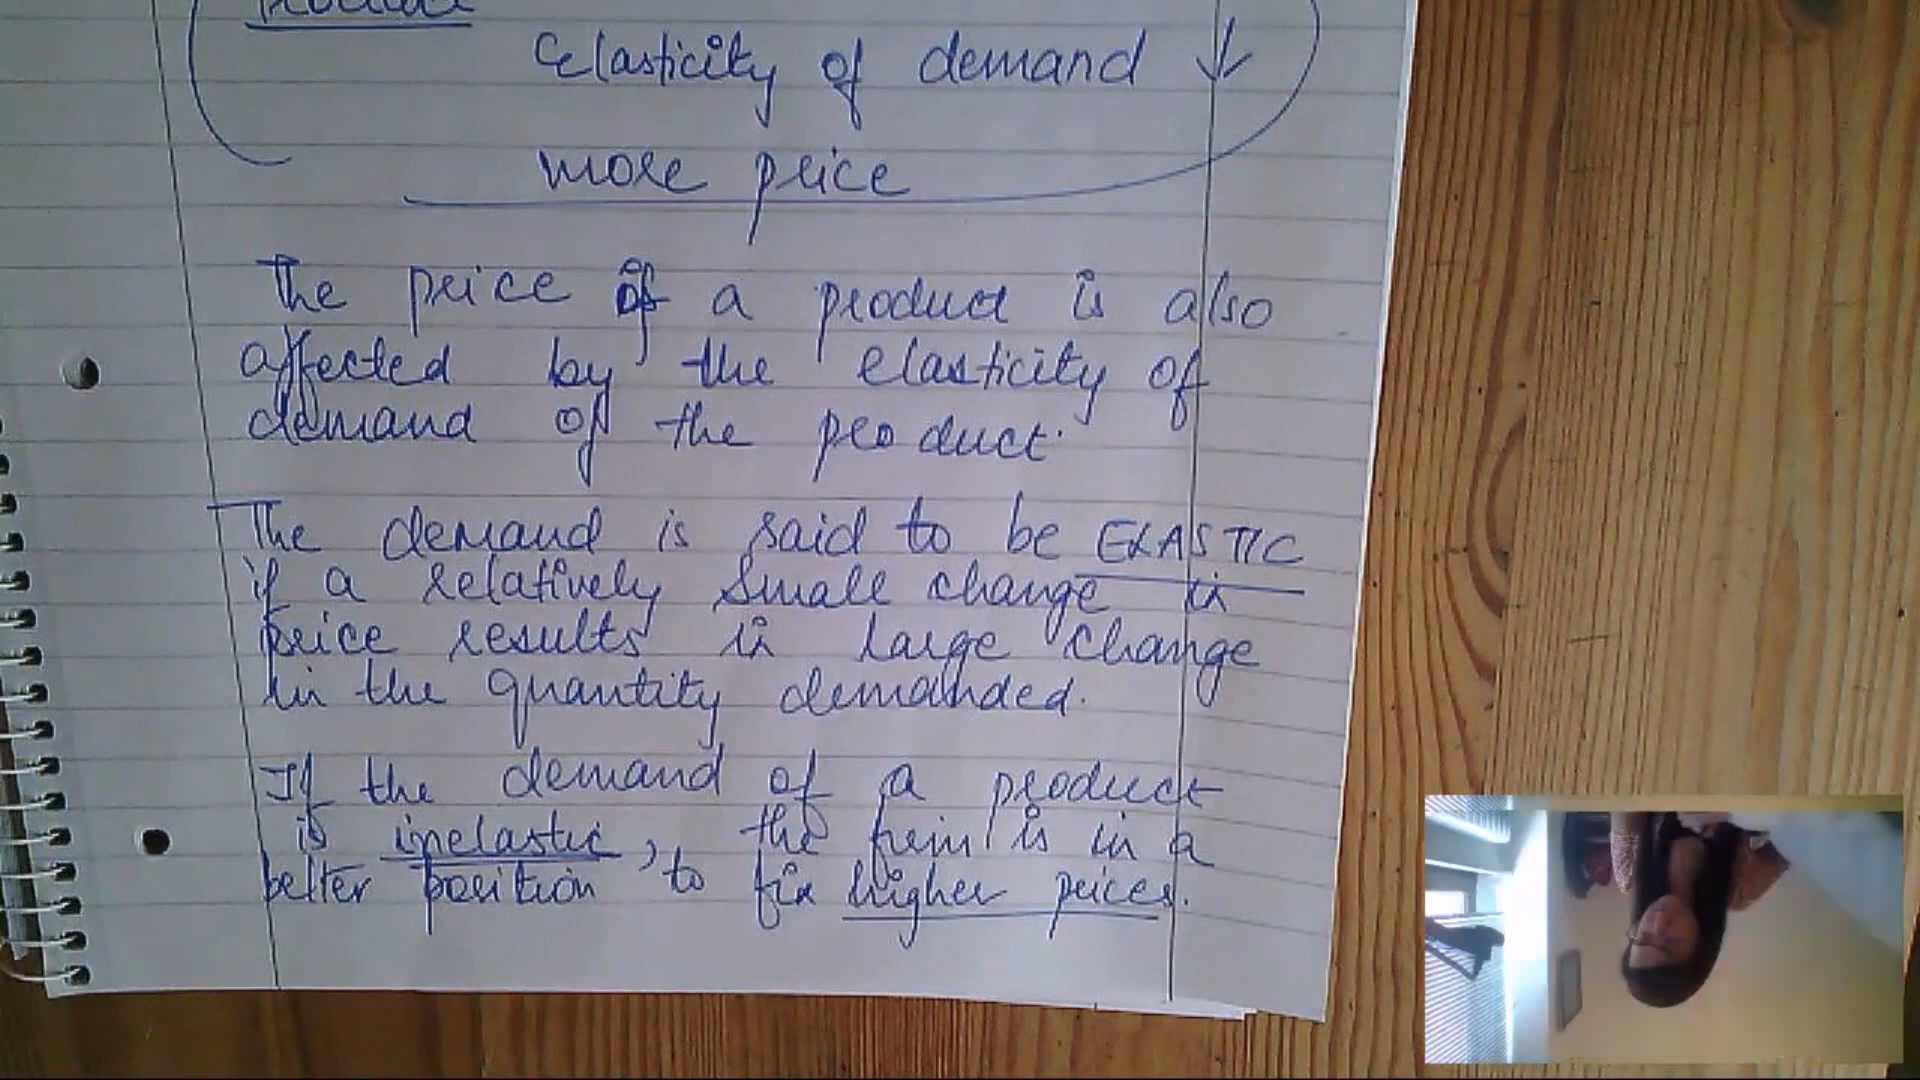 Product
Elasticity of demand ↓
more price
The price of a product is also
affected by the elasticity of
demand of the product.
The demand is said to be ELASTIC
if a relatively small change in
price results in large change
in the quantity demanded.
If the demand of a product
is inelastic, the firm is in a
better position to fix higher prices.